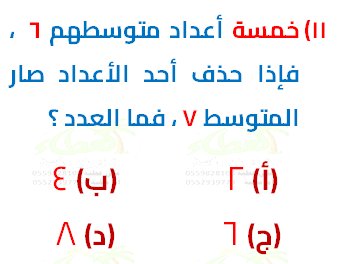 ١١) خمسة أعداد متوسطهم ٦ ،
فإذا حذف أحد الأعداد صار
المتوسط ٧ ، فما العدد ؟
(أ) ٢ (ب) ٤
(ج) ٦ (د) ٨